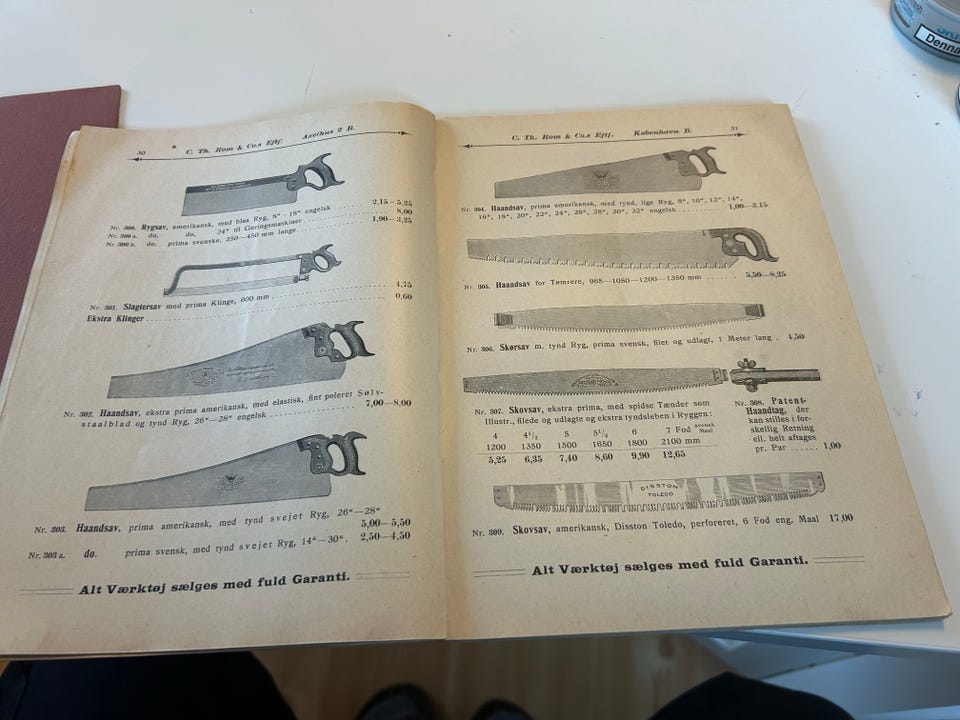 50
C. Th. Rom & Co.s Eftf.
Axelhus 2 B.
Nr. 300. Rygsav, amerikansk, med blaa Ryg, 8"—18" engelsk 2,15—5,25
Nr. 300 a. do. do. 24" til Geringsmaskiner 8,00
Nr. 300 b. do. prima svenske, 250—450 mm lange 1,90—3,25
Nr. 301. Slagtersav med prima Klinge, 600 mm 4,75
Ekstra Klinger 0,60
Nr. 302. Haandsav, ekstra prima amerikansk, med elastisk, fint poleret Sølv-
staalblad og tynd Ryg, 26"—28" engelsk 7,00—8,00
Nr. 303. Haandsav, prima amerikansk, med tynd svejet Ryg, 26"—28"
5,00—5,50
Nr. 303 a. do. prima svensk, med tynd svejet Ryg, 14"—30". 2,50—4,50
Alt Værktøj sælges med fuld Garanti.
C. Th. Rom & Co.s Eftf. København B.
51
Nr. 304. Haandsav, prima amerikansk, med tynd, lige Ryg, 8", 10", 12", 14",
16", 18", 20", 22", 24", 26", 28", 30", 32" engelsk 1,00—3,15
Nr. 305. Haandsav for Tømrere, 965—1050—1200—1350 mm 5,50—8,25
Nr. 306. Skørsav m. tynd Ryg, prima svensk, filet og udlagt, 1 Meter lang . 4,50
Nr. 307. Skovsav, ekstra prima, med spidse Tænder som
Illustr., filede og udlagte og ekstra tyndsleben i Ryggen:
4 4 1/2 5 5 1/2 6 7 Fod svensk Maal
1200 1350 1500 1650 1800 2100 mm
5,25 6,35 7,40 8,60 9,90 12,65
Nr. 308. Patent-
Haandtag, der
kan stilles i for-
skellig Retning
ell. helt aftages
pr. Par ...... 1,00
DISSTON
TOLEDO
Nr. 309. Skovsav, amerikansk, Disston Toledo, perforeret, 6 Fod eng. Maal 17,00
Alt Værktøj sælges med fuld Garanti.
Denna